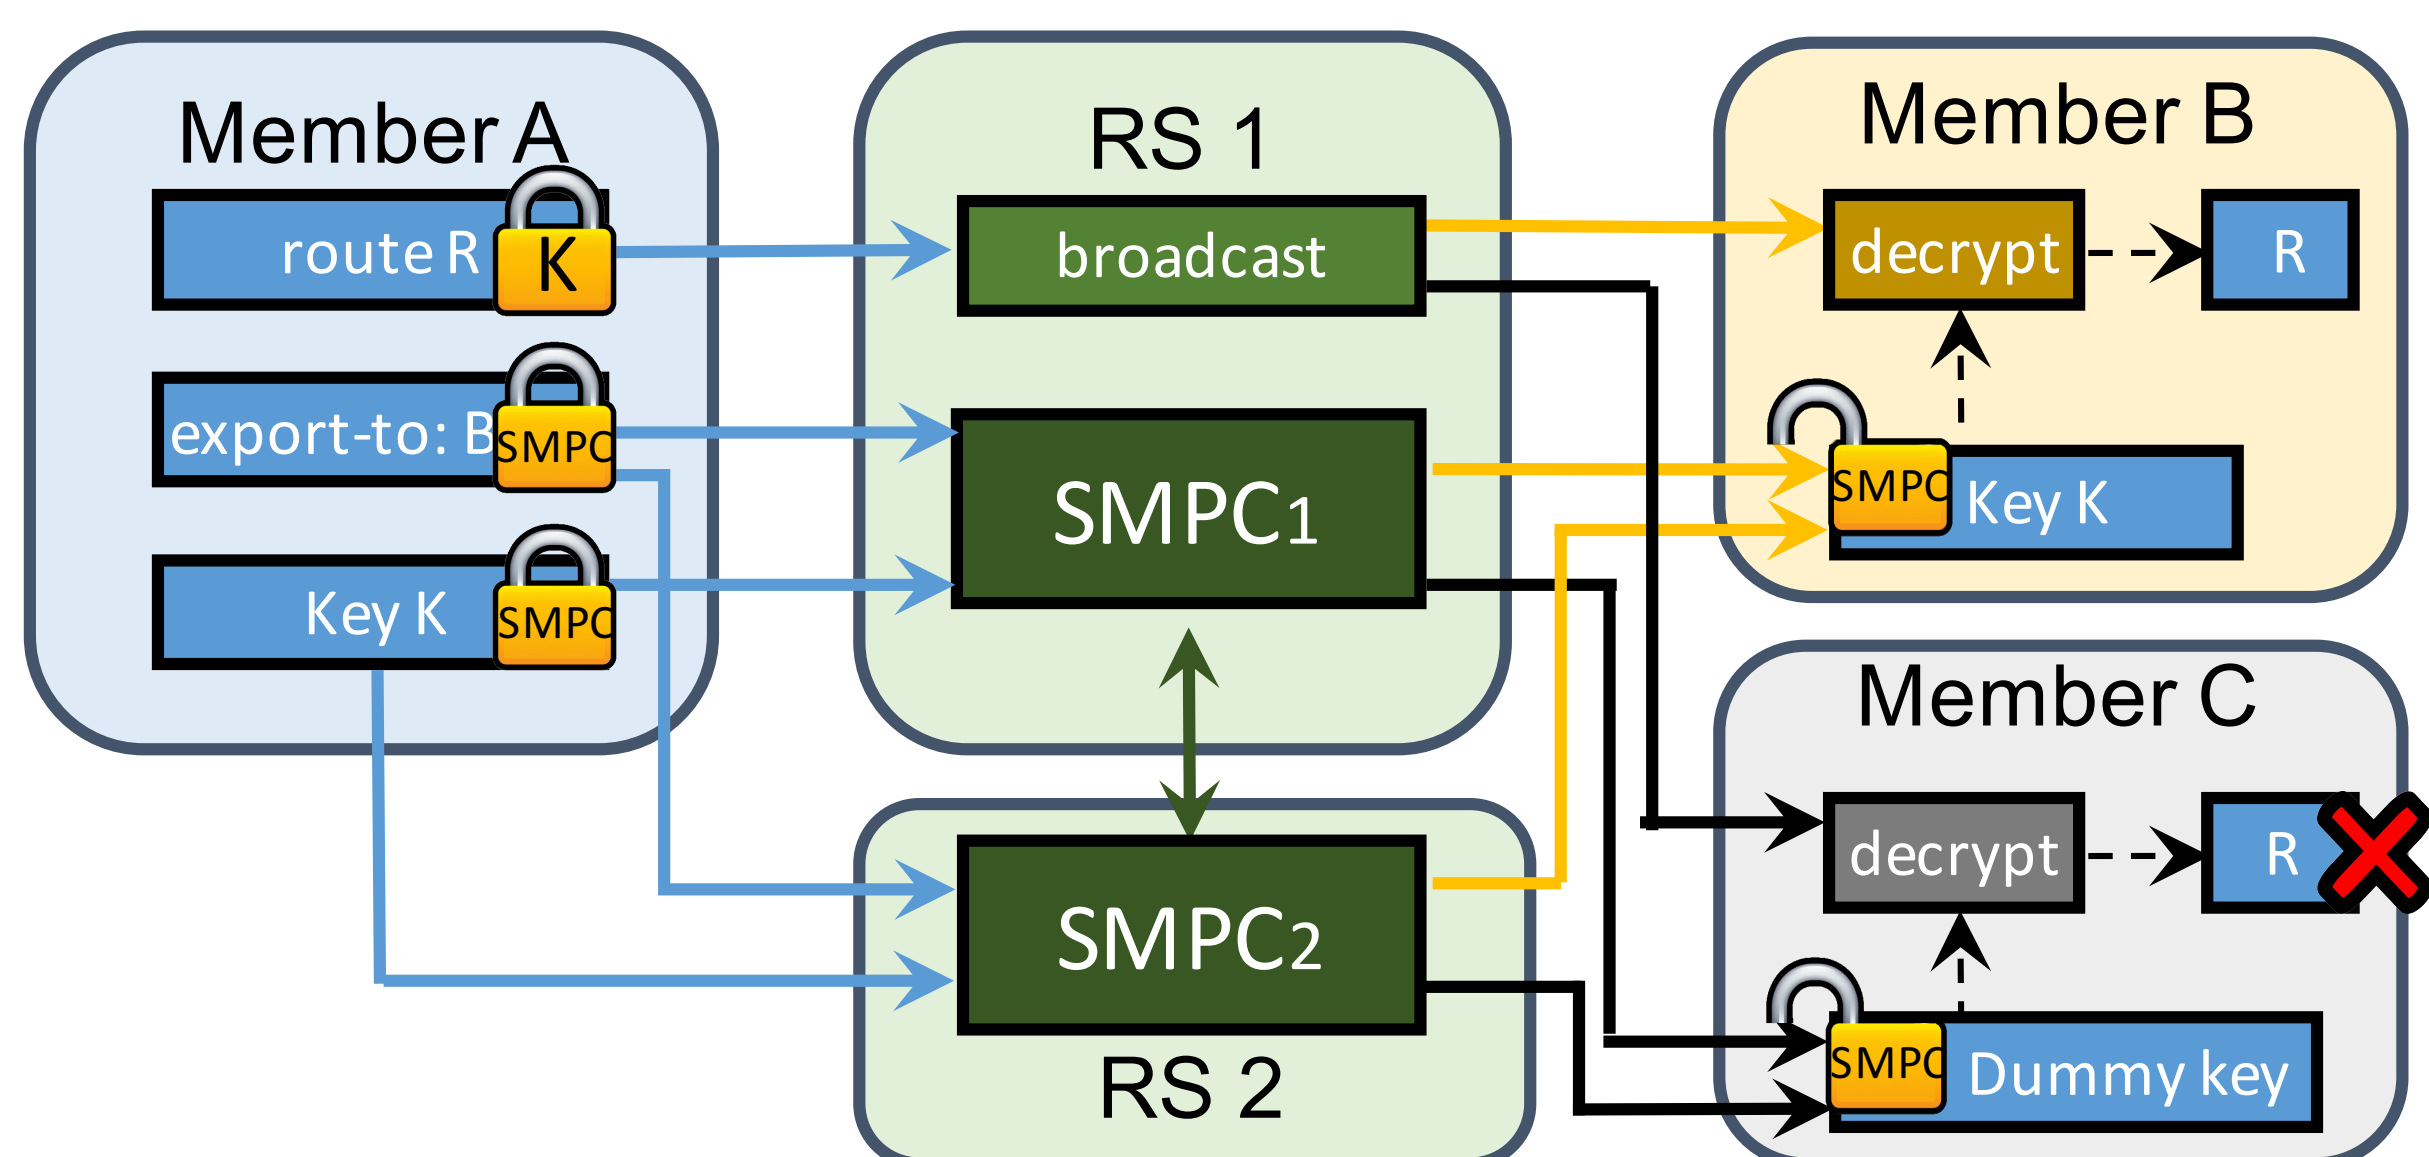 Member A
route R
K
export-to: B
SMPC
Key K
SMPC
RS 1
broadcast
SMPC1
SMPC2
RS 2
Member B
decrypt
R
SMPC
Key K
Member C
decrypt
R
SMPC
Dummy key